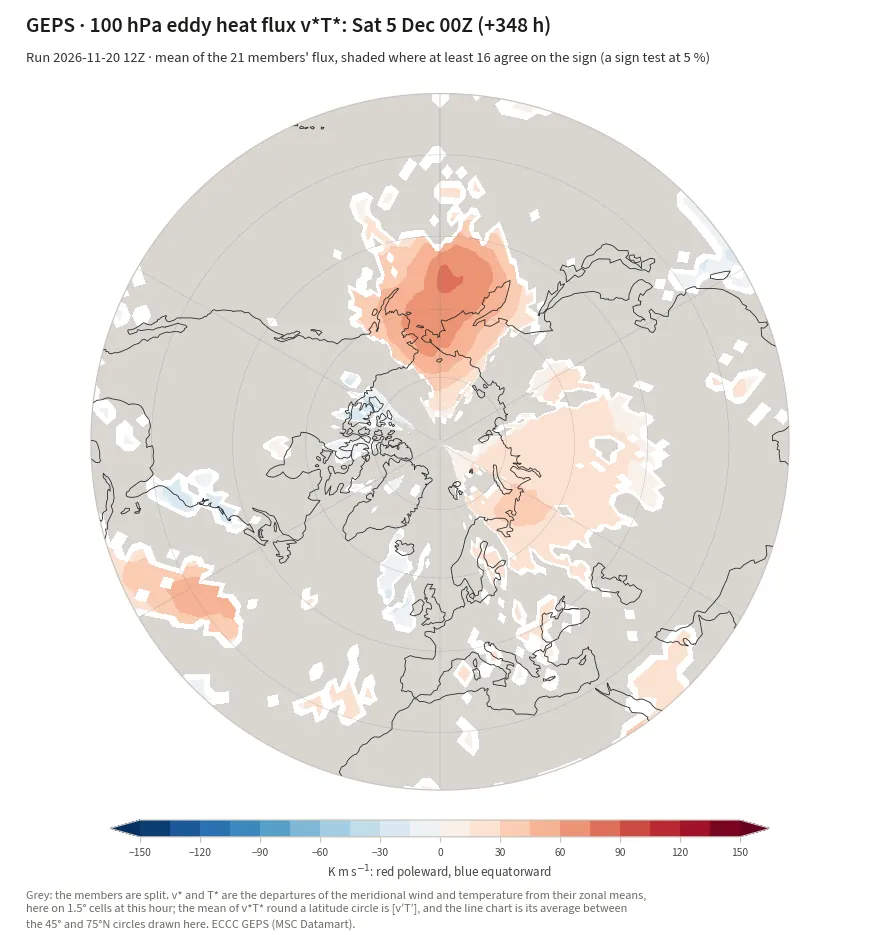 GEPS · 100 hPa eddy heat flux v*T*: Sat 5 Dec 00Z (+348 h)
Run 2026-11-20 12Z · mean of the 21 members' flux, shaded where at least 16 agree on the sign (a sign test at 5 %)
−150 −120 −90 −60 −30 0 30 60 90 120 150
K m s⁻¹: red poleward, blue equatorward
Grey: the members are split. v* and T* are the departures of the meridional wind and temperature from their zonal means,
here on 1.5° cells at this hour; the mean of v*T* round a latitude circle is [v'T'], and the line chart is its average between
the 45° and 75°N circles drawn here. ECCC GEPS (MSC Datamart).